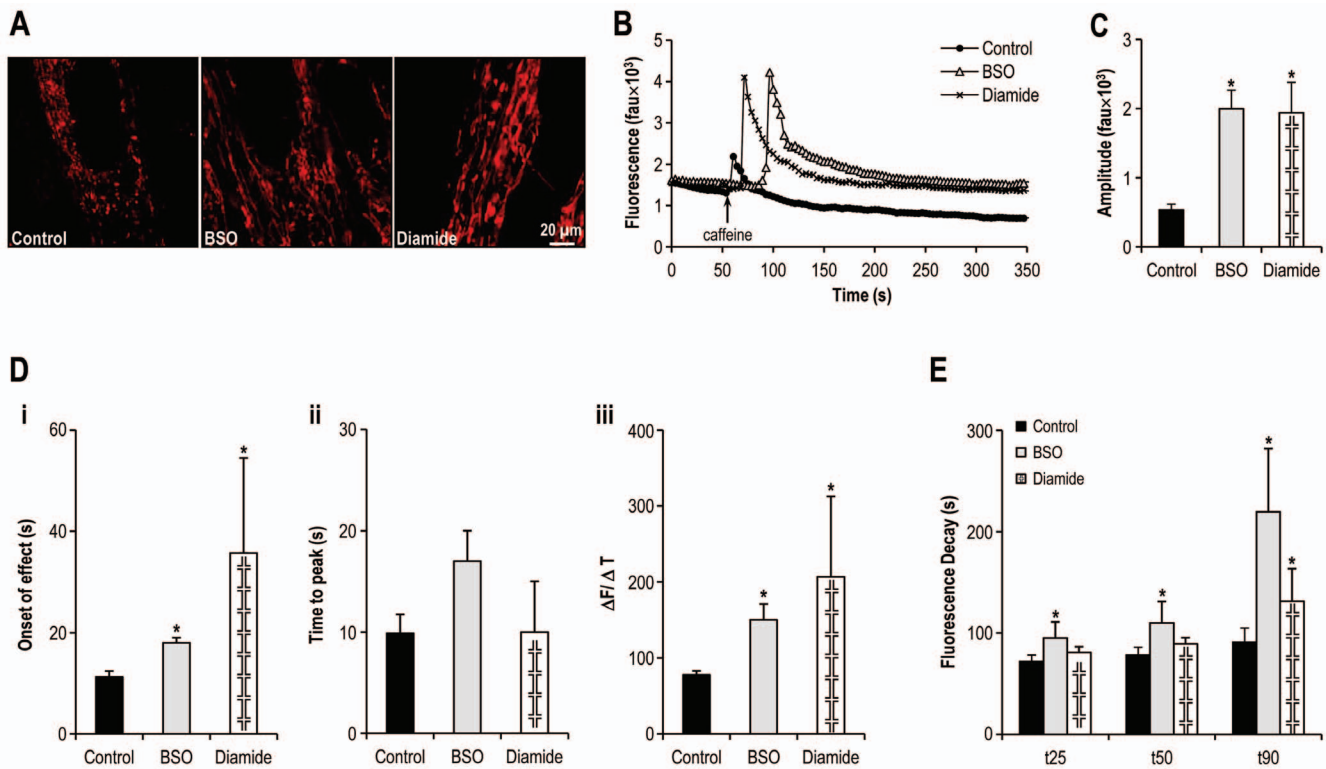 A
Control
BSO
Diamide
20 µm
B
Fluorescence (fau×10³)
5
4
3
2
1
0
Control
BSO
Diamide
caffeine
0 50 100 150 200 250 300 350
Time (s)
C
Amplitude (fau×10³)
3
2
1
0
* *
Control BSO Diamide
D
i
Onset of effect (s)
60
40
20
0
* *
Control BSO Diamide
ii
Time to peak (s)
30
20
10
0
Control BSO Diamide
iii
ΔF/ΔT
400
300
200
100
0
* *
Control BSO Diamide
E
Fluorescence Decay (s)
300
200
100
0
Control
BSO
Diamide
* * * *
t25 t50 t90